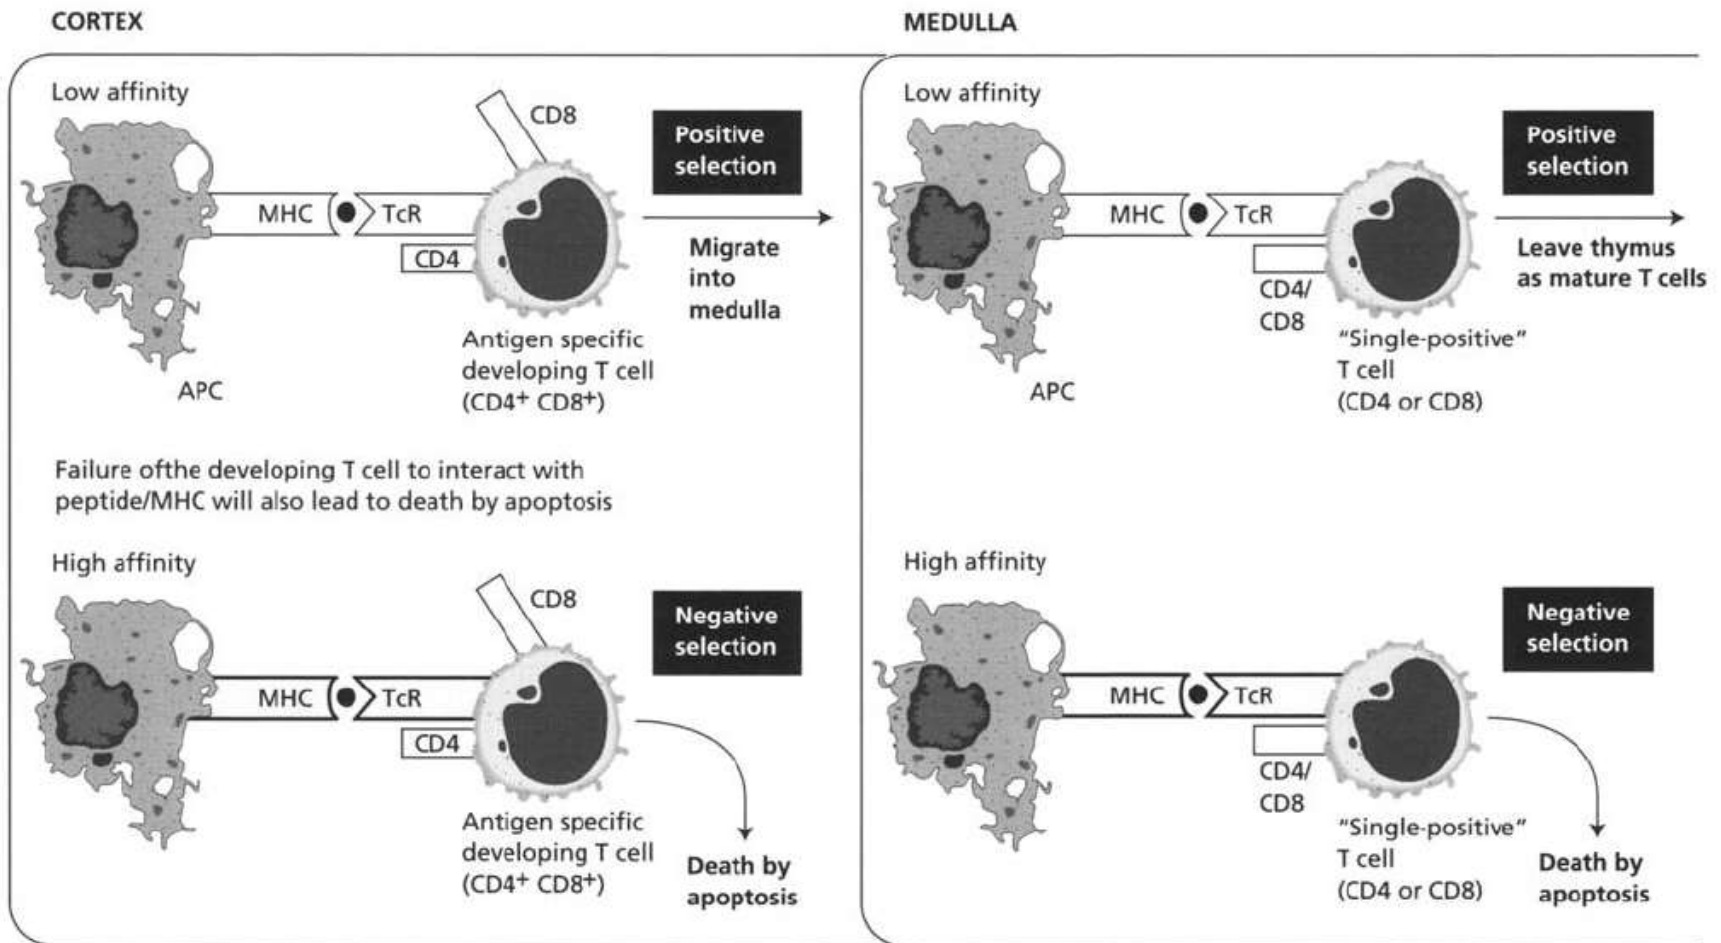 CORTEX
Low affinity
CD8
Positive
selection
MHC
TcR
CD4
Migrate
into
medulla
Antigen specific
developing T cell
(CD4+ CD8+)
APC
Failure ofthe developing T cell to interact with
peptide/MHC will also lead to death by apoptosis
High affinity
CD8
Negative
selection
MHC
TcR
CD4
Antigen specific
developing T cell
(CD4+ CD8+)
Death by
apoptosis
MEDULLA
Low affinity
Positive
selection
MHC
TcR
Leave thymus
as mature T cells
CD4/
CD8
"Single-positive"
T cell
(CD4 or CD8)
APC
High affinity
Negative
selection
MHC
TcR
CD4/
CD8
"Single-positive"
T cell
(CD4 or CD8)
Death by
apoptosis